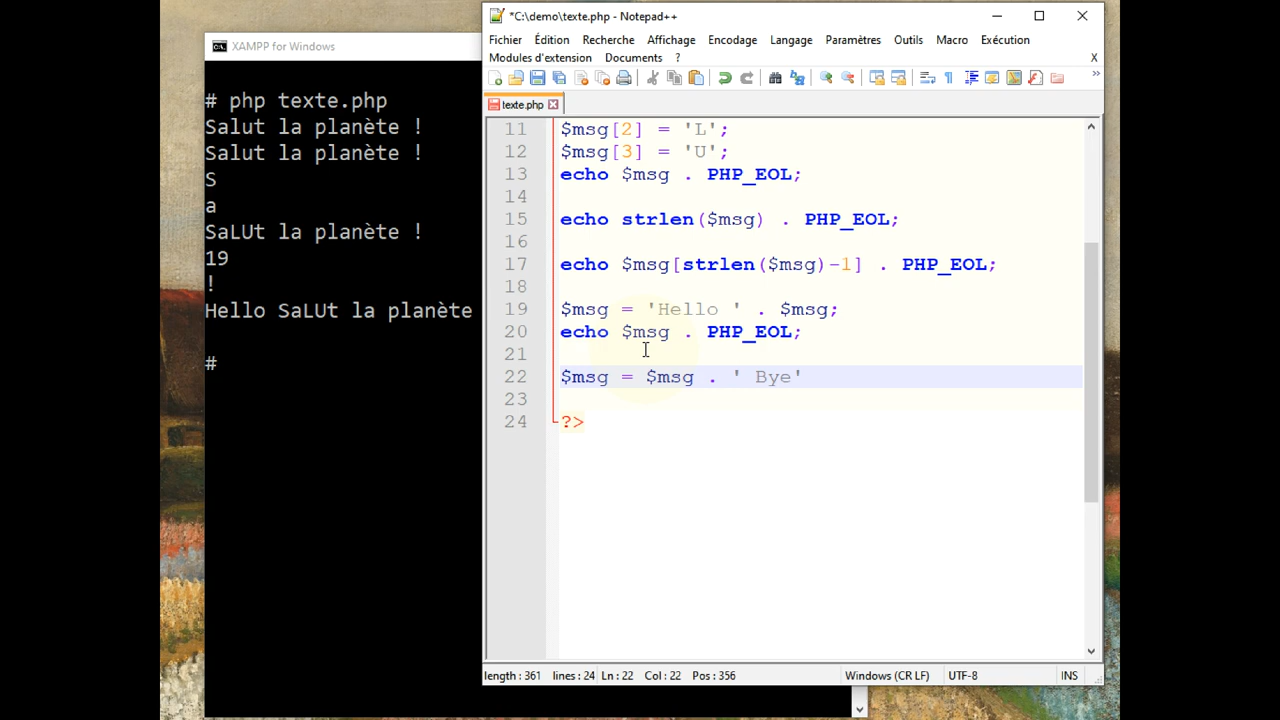 XAMPP for Windows
# php texte.php
Salut la planète !
Salut la planète !
S
a
SaLUt la planète !
19
!
Hello SaLUt la planète
#
*C:\demo\texte.php - Notepad++
Fichier Édition Recherche Affichage Encodage Langage Paramètres Outils Macro Exécution
Modules d'extension Documents ? X
texte.php
11 $msg[2] = 'L';
12 $msg[3] = 'U';
13 echo $msg . PHP_EOL;
14
15 echo strlen($msg) . PHP_EOL;
16
17 echo $msg[strlen($msg)-1] . PHP_EOL;
18
19 $msg = 'Hello ' . $msg;
20 echo $msg . PHP_EOL;
21
22 $msg = $msg . ' Bye'
23
24 ?>
length : 361 lines : 24 Ln : 22 Col : 22 Pos : 356 Windows (CR LF) UTF-8 INS